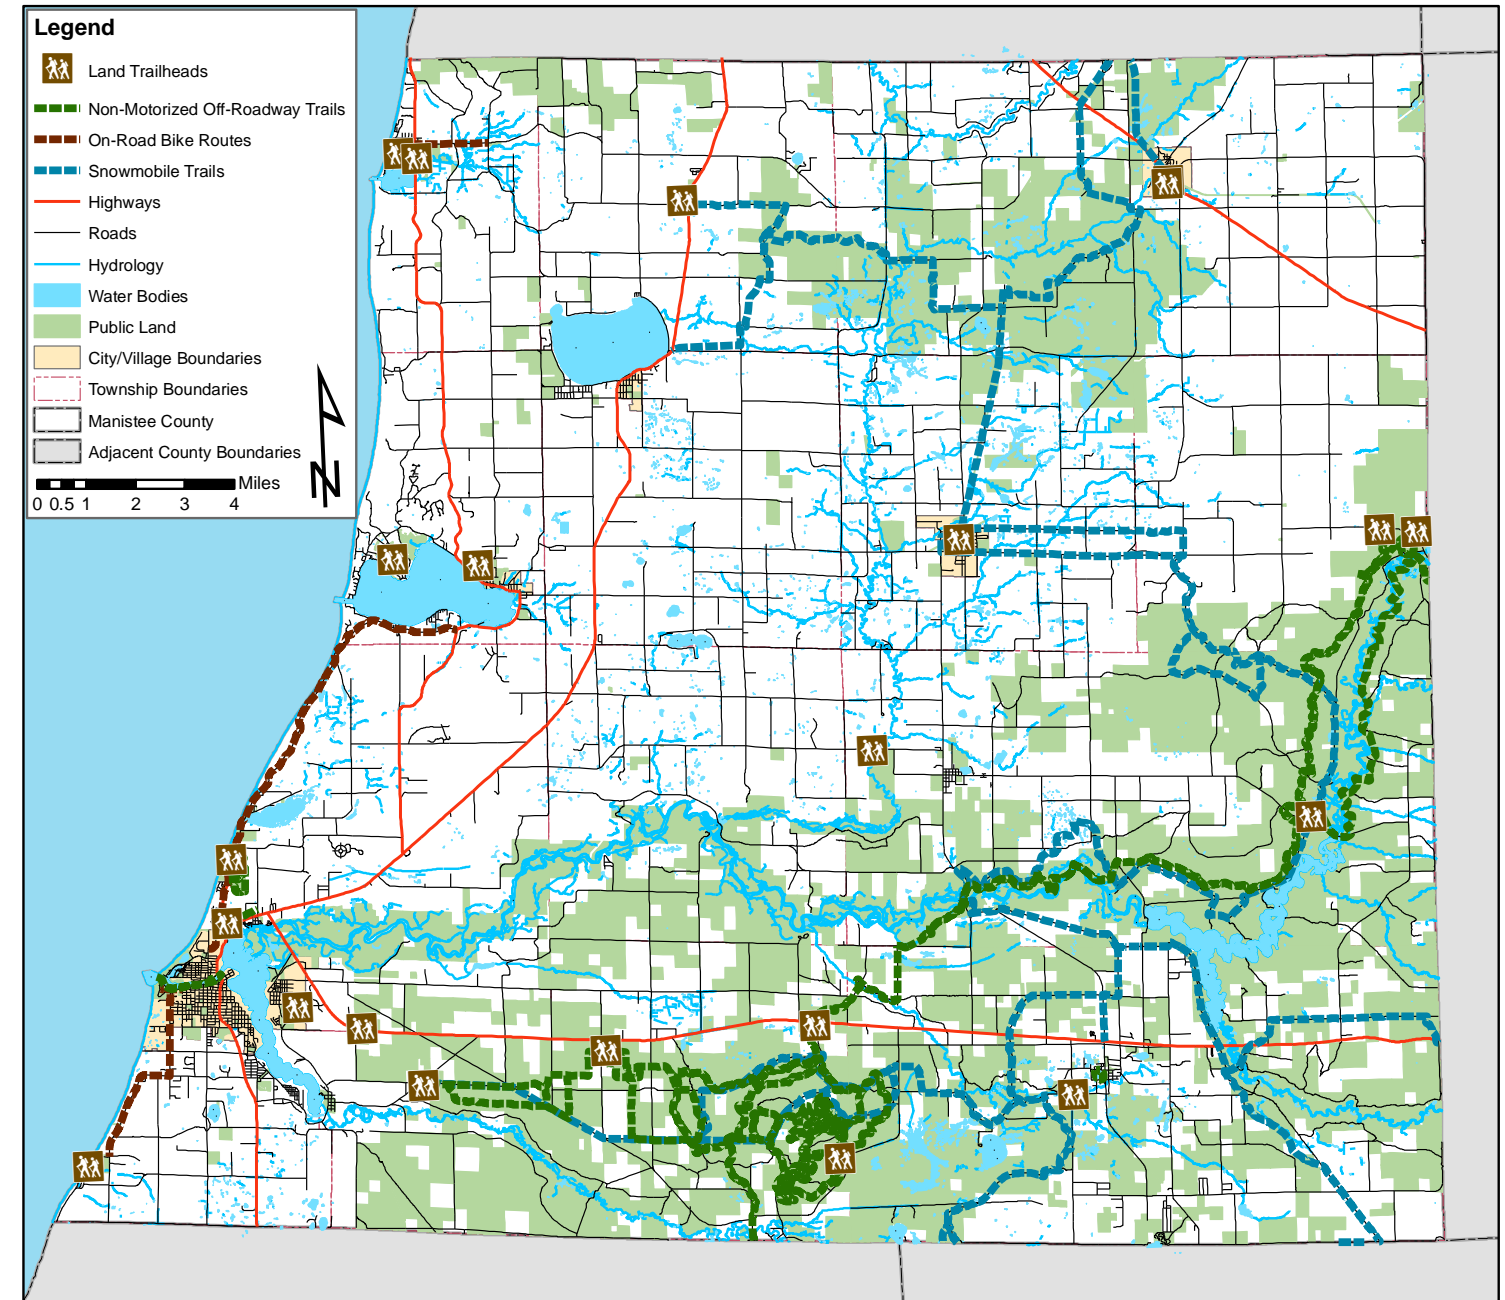 Legend
Land Trailheads
Non-Motorized Off-Roadway Trails
On-Road Bike Routes
Snowmobile Trails
Highways
Roads
Hydrology
Water Bodies
Public Land
City/Village Boundaries
Township Boundaries
Manistee County
Adjacent County Boundaries
Miles
0 0.5 1 2 3 4
N